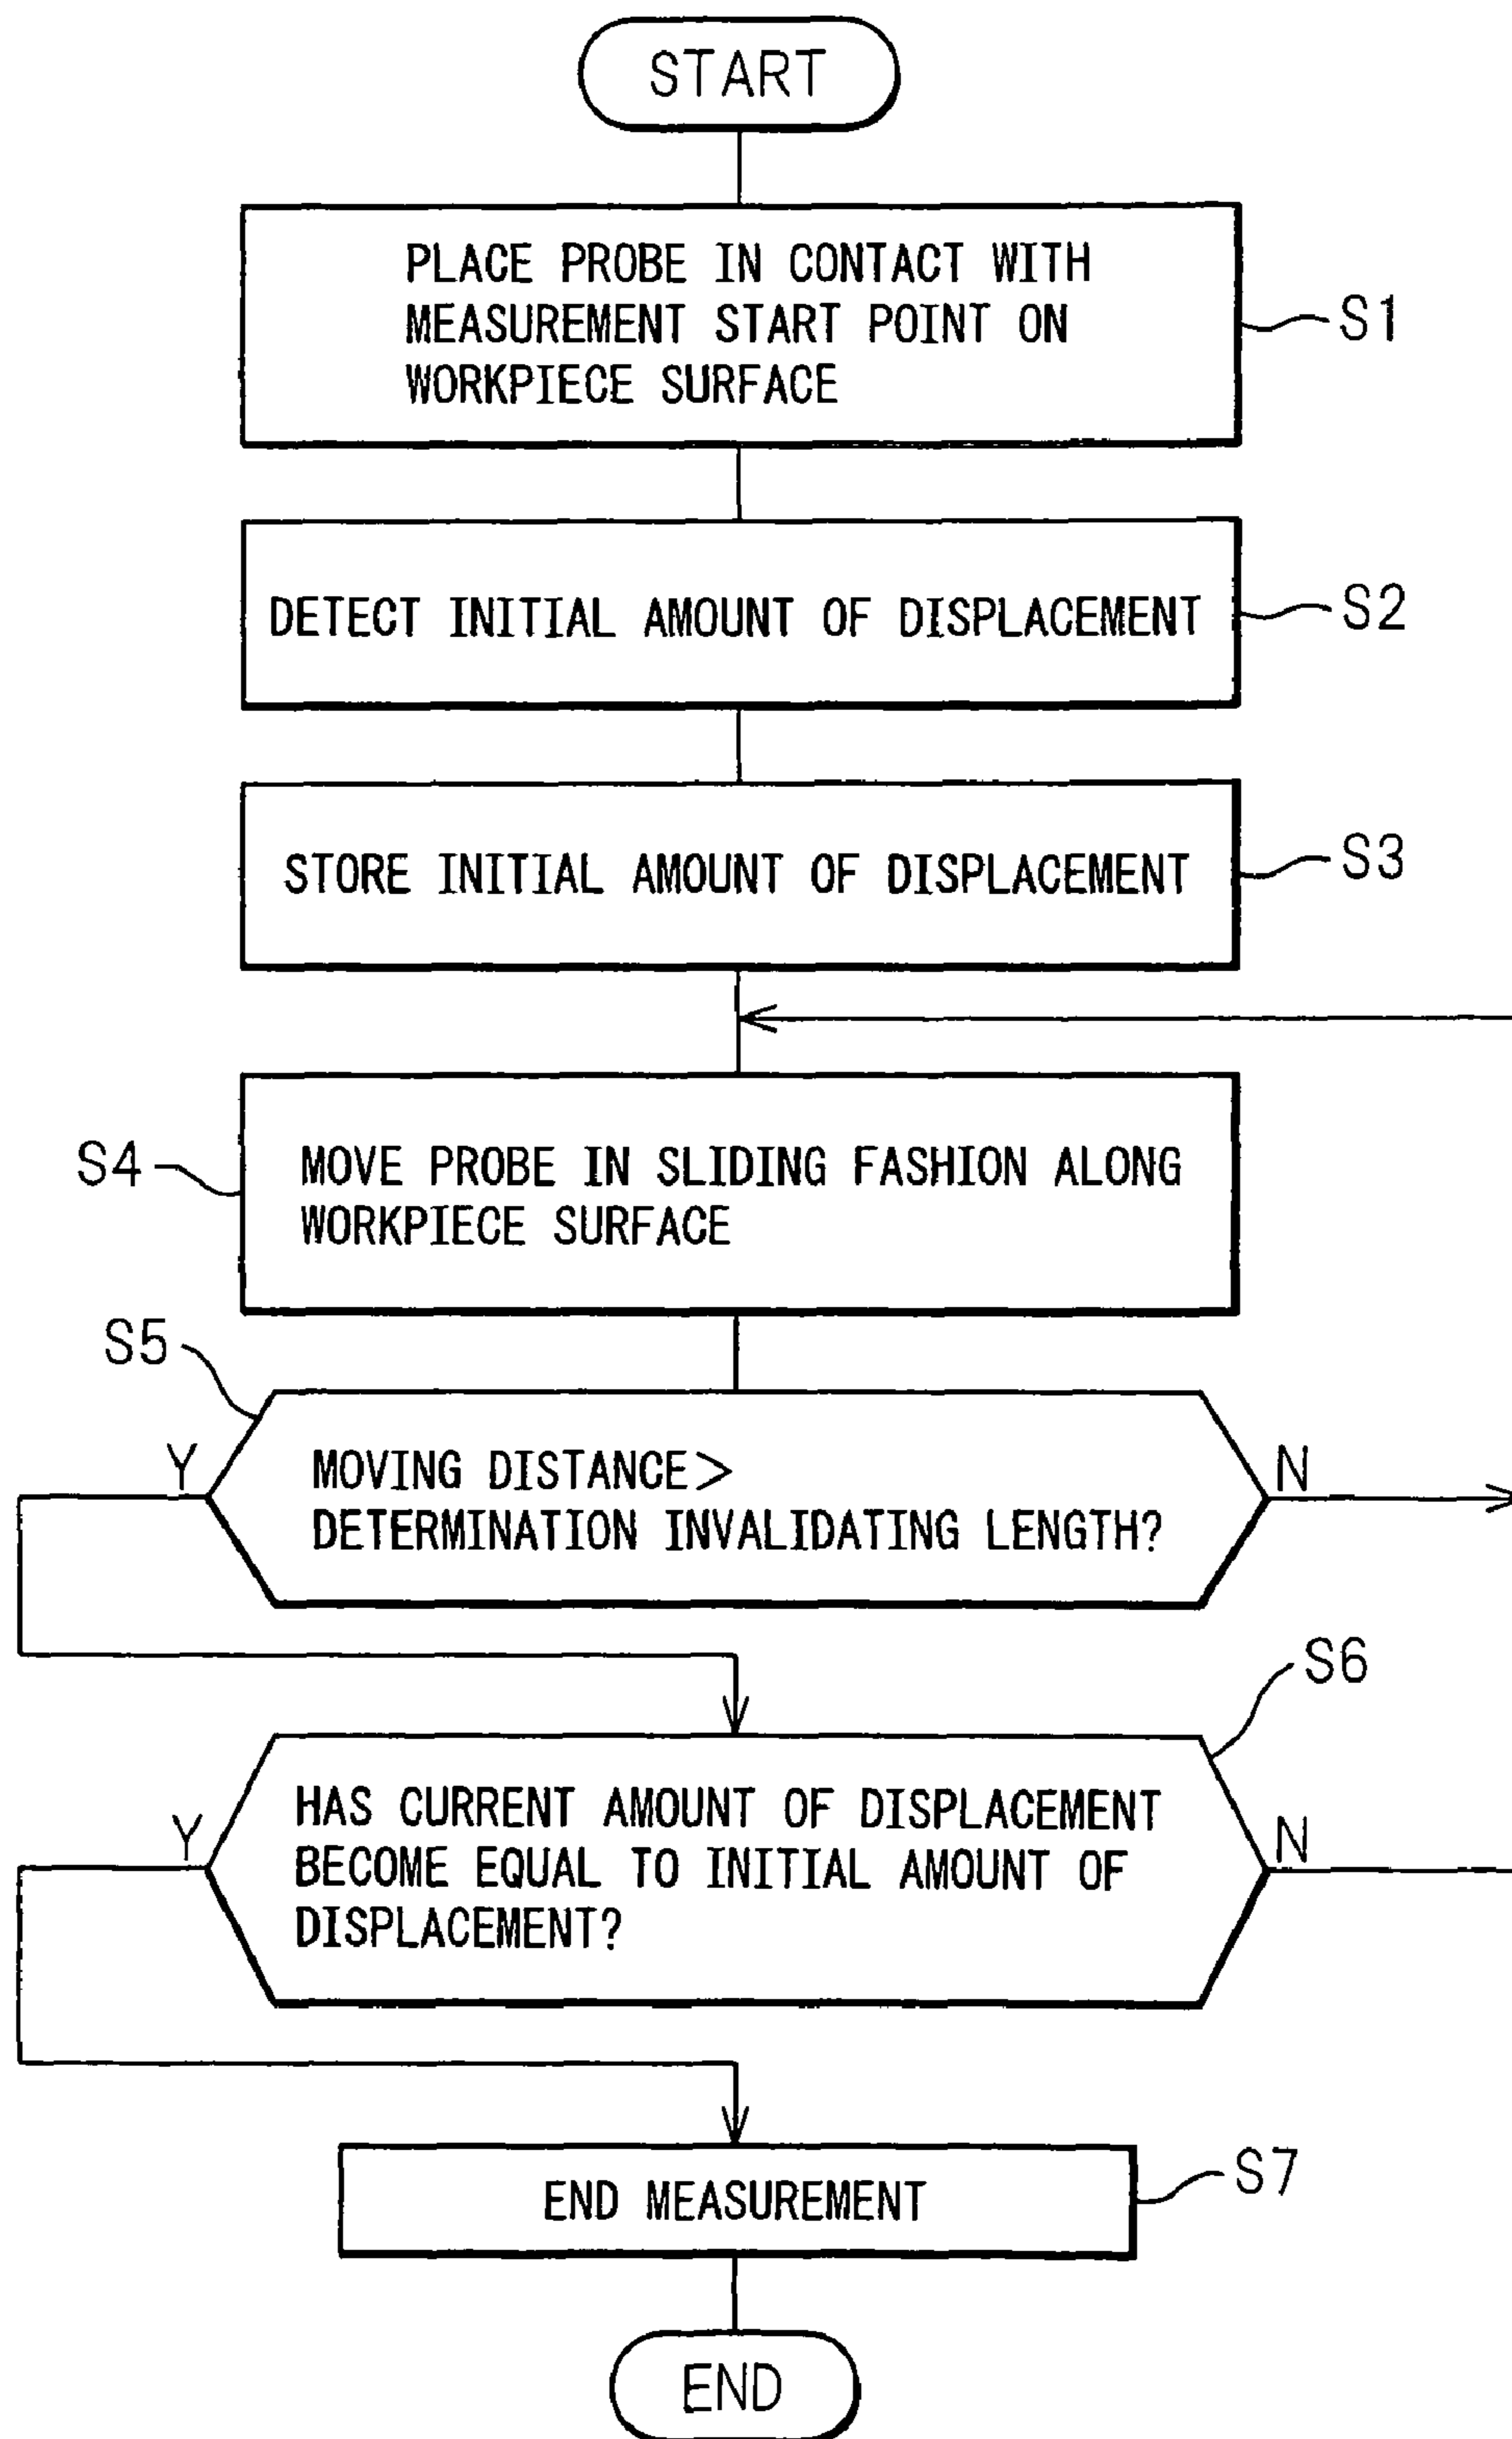 START
PLACE PROBE IN CONTACT WITH
MEASUREMENT START POINT ON
WORKPIECE SURFACE
S1
DETECT INITIAL AMOUNT OF DISPLACEMENT
S2
STORE INITIAL AMOUNT OF DISPLACEMENT
S3
S4
MOVE PROBE IN SLIDING FASHION ALONG
WORKPIECE SURFACE
S5
Y
MOVING DISTANCE>
DETERMINATION INVALIDATING LENGTH?
N
S6
Y
HAS CURRENT AMOUNT OF DISPLACEMENT
BECOME EQUAL TO INITIAL AMOUNT OF
DISPLACEMENT?
N
END MEASUREMENT
S7
END